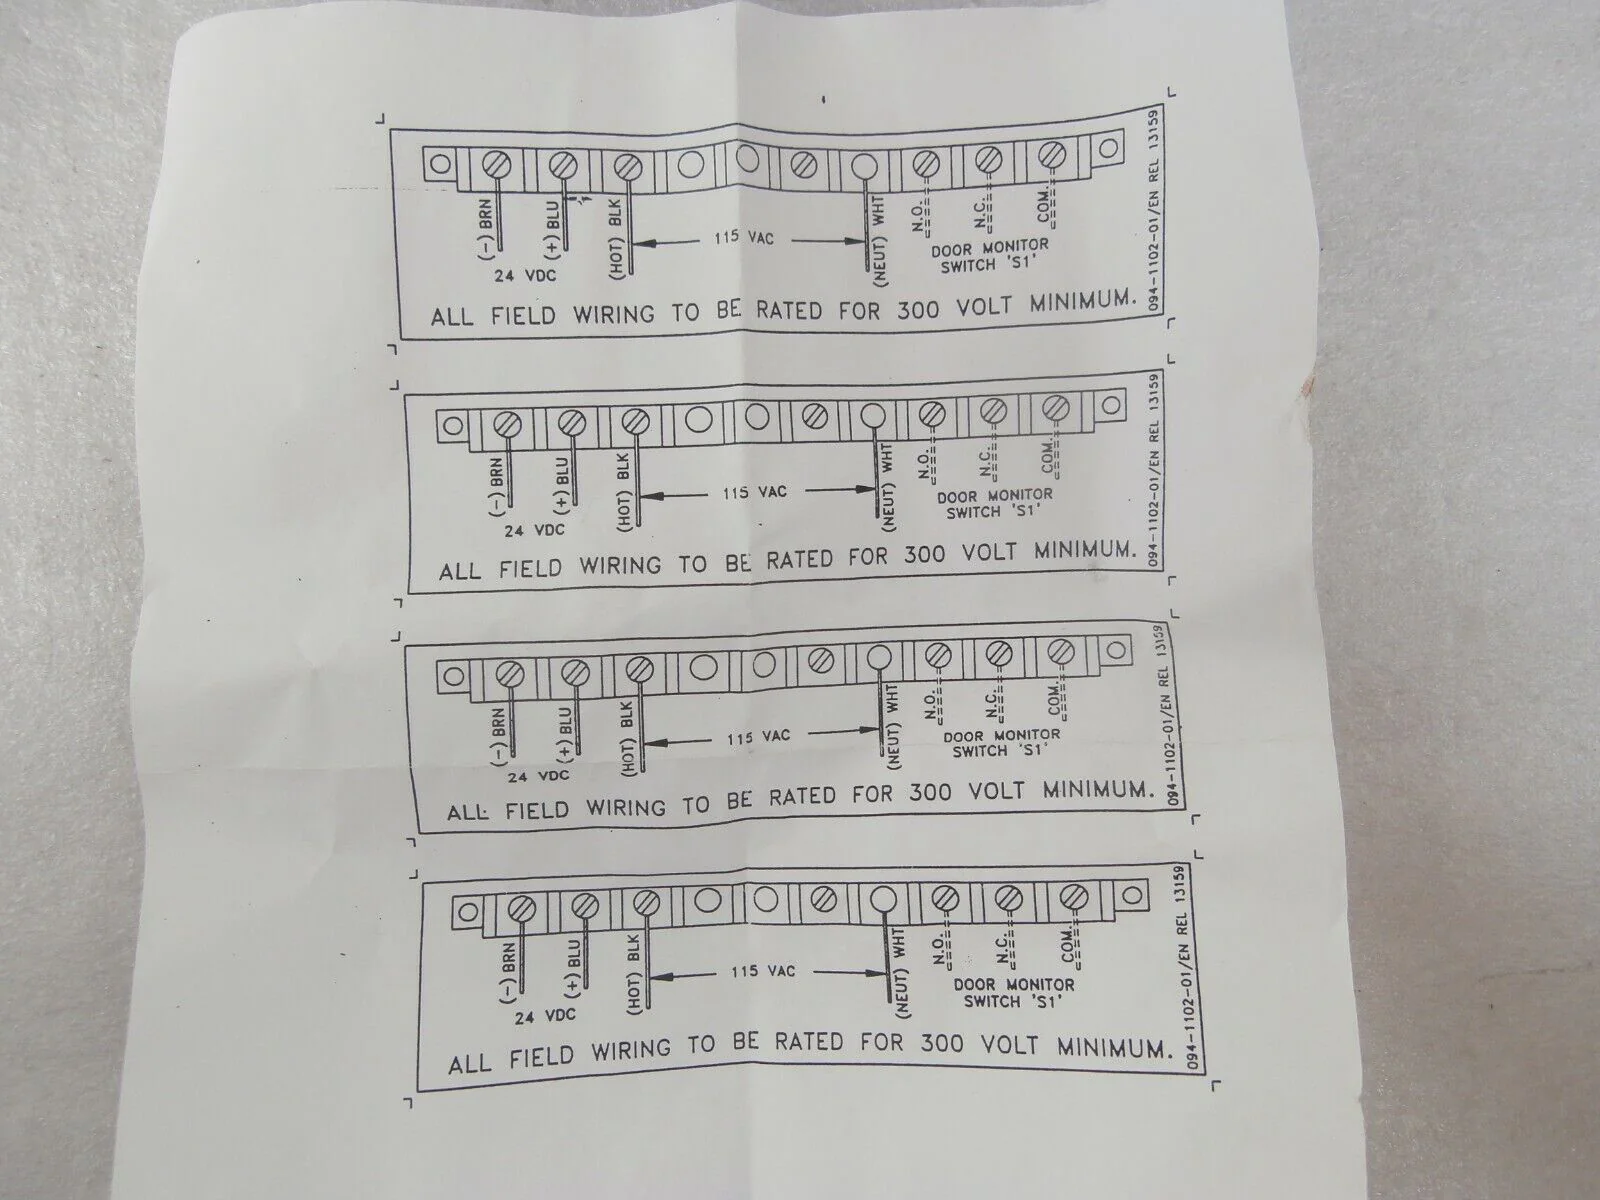 (-) BRN
(+) BLU
(HOT) BLK
115 VAC
(NEUT) WHT
N.O.
N.C.
COM.
24 VDC
DOOR MONITOR
SWITCH 'S1'
ALL FIELD WIRING TO BE RATED FOR 300 VOLT MINIMUM.
094-1102-01/EN REL 13159
(-) BRN
(+) BLU
(HOT) BLK
115 VAC
(NEUT) WHT
N.O.
N.C.
COM.
24 VDC
DOOR MONITOR
SWITCH 'S1'
ALL FIELD WIRING TO BE RATED FOR 300 VOLT MINIMUM.
094-1102-01/EN REL 13159
(-) BRN
(+) BLU
(HOT) BLK
115 VAC
(NEUT) WHT
N.O.
N.C.
COM.
24 VDC
DOOR MONITOR
SWITCH 'S1'
ALL FIELD WIRING TO BE RATED FOR 300 VOLT MINIMUM.
094-1102-01/EN REL 13159
(-) BRN
(+) BLU
(HOT) BLK
115 VAC
(NEUT) WHT
N.O.
N.C.
COM.
24 VDC
DOOR MONITOR
SWITCH 'S1'
ALL FIELD WIRING TO BE RATED FOR 300 VOLT MINIMUM.
094-1102-01/EN REL 13159